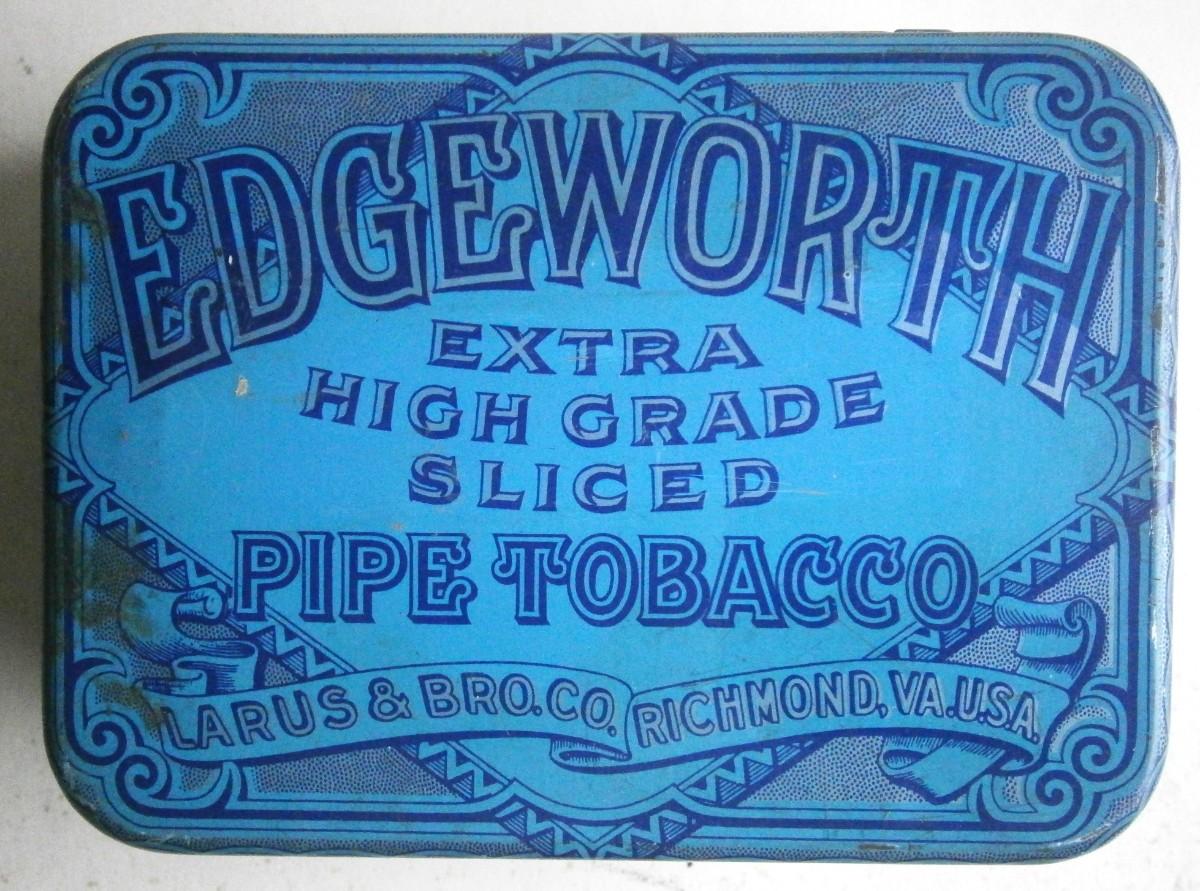 EDGEWORTH
EXTRA
HIGH GRADE
SLICED
PIPE TOBACCO
LARUS & BRO. CO. RICHMOND, VA. U.S.A.